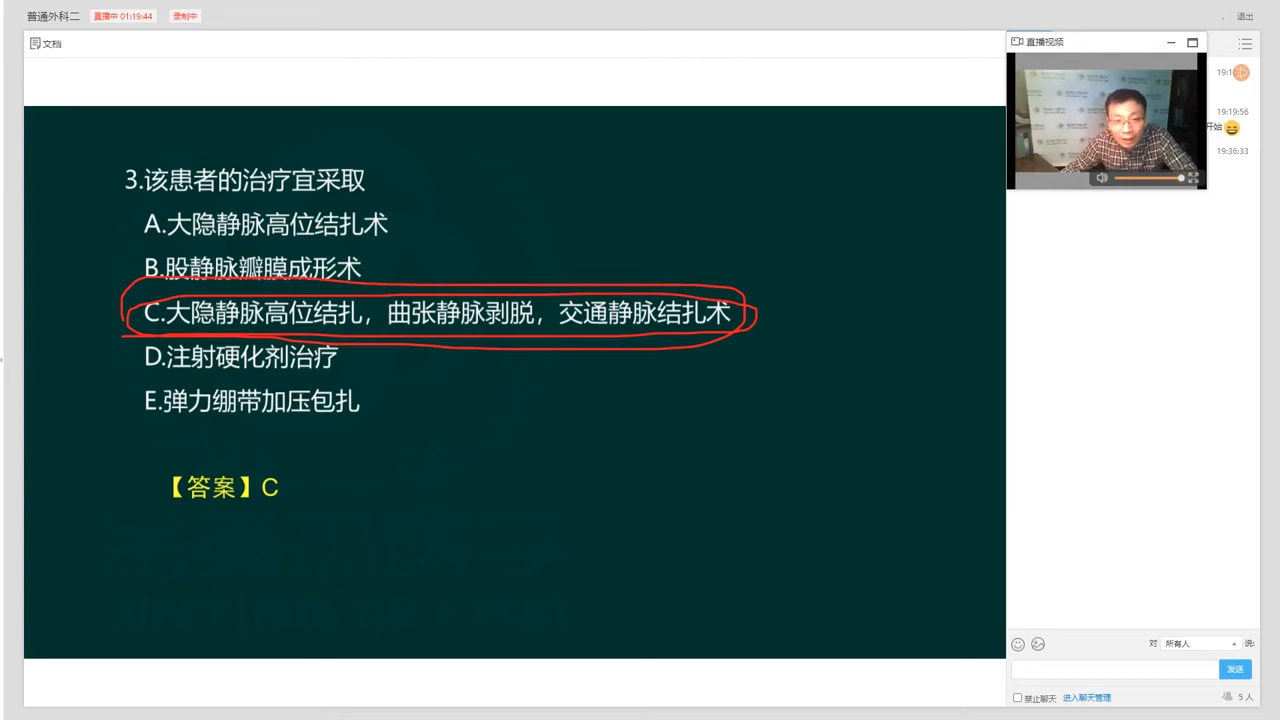 普通外科二
直播中 01:19:44
录制中
退出
文档
直播视频
19:1
19:19:56
开始
19:36:33
3.该患者的治疗宜采取
A.大隐静脉高位结扎术
B.股静脉瓣膜成形术
C.大隐静脉高位结扎，曲张静脉剥脱，交通静脉结扎术
D.注射硬化剂治疗
E.弹力绷带加压包扎
【答案】C
对 所有人 说:
发送
禁止聊天 进入聊天管理
5 人